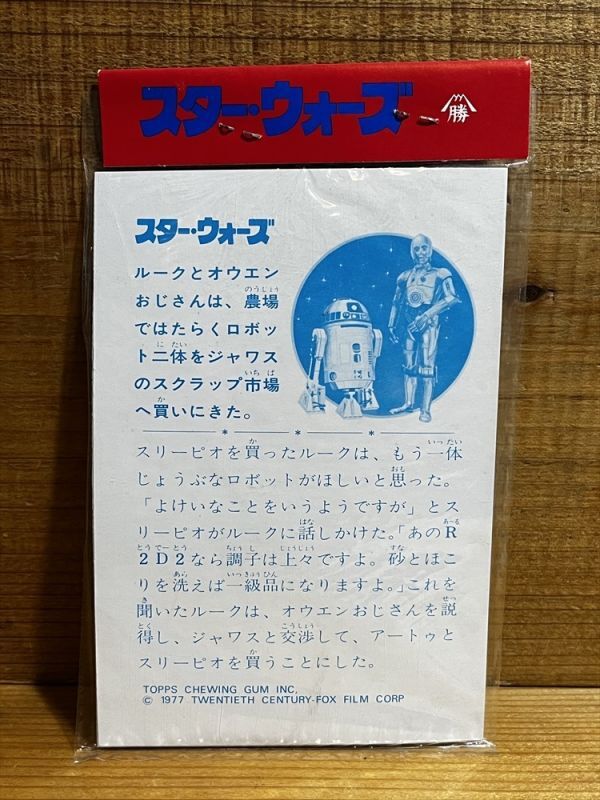 スター・ウォーズ 勝
スター・ウォーズ
ルークとオウエン
おじさんは、農場
ではたらくロボッ
ト二体をジャワス
のスクラップ市場
へ買いにきた。
スリーピオを買ったルークは、もう一体
じょうぶなロボットがほしいと思った。
「よけいなことをいうようですが」とス
リーピオがルークに話しかけた。「あのR
2D2なら調子は上々ですよ。砂とほこ
りを洗えば一級品になりますよ。」これを
聞いたルークは、オウエンおじさんを説
得し、ジャワスと交渉して、アートゥと
スリーピオを買うことにした。
TOPPS CHEWING GUM INC,
© 1977 TWENTIETH CENTURY-FOX FILM CORP